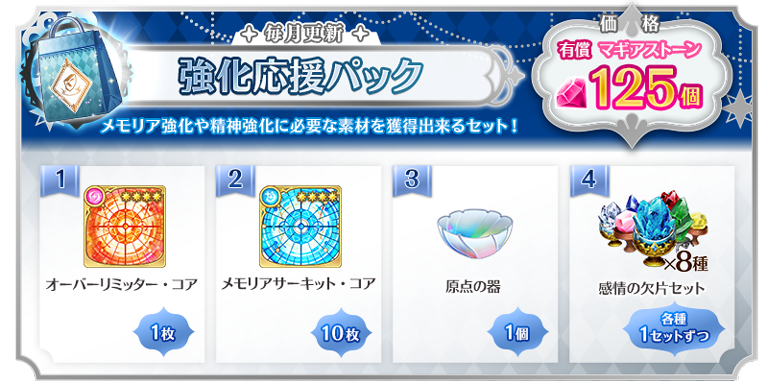 毎月更新
強化応援パック
メモリア強化や精神強化に必要な素材を獲得出来るセット！
価格
有償 マギアストーン
125個
1
オーバーリミッター・コア
1枚
2
メモリアサーキット・コア
10枚
3
原点の器
1個
4
×8種
感情の欠片セット
各種
1セットずつ